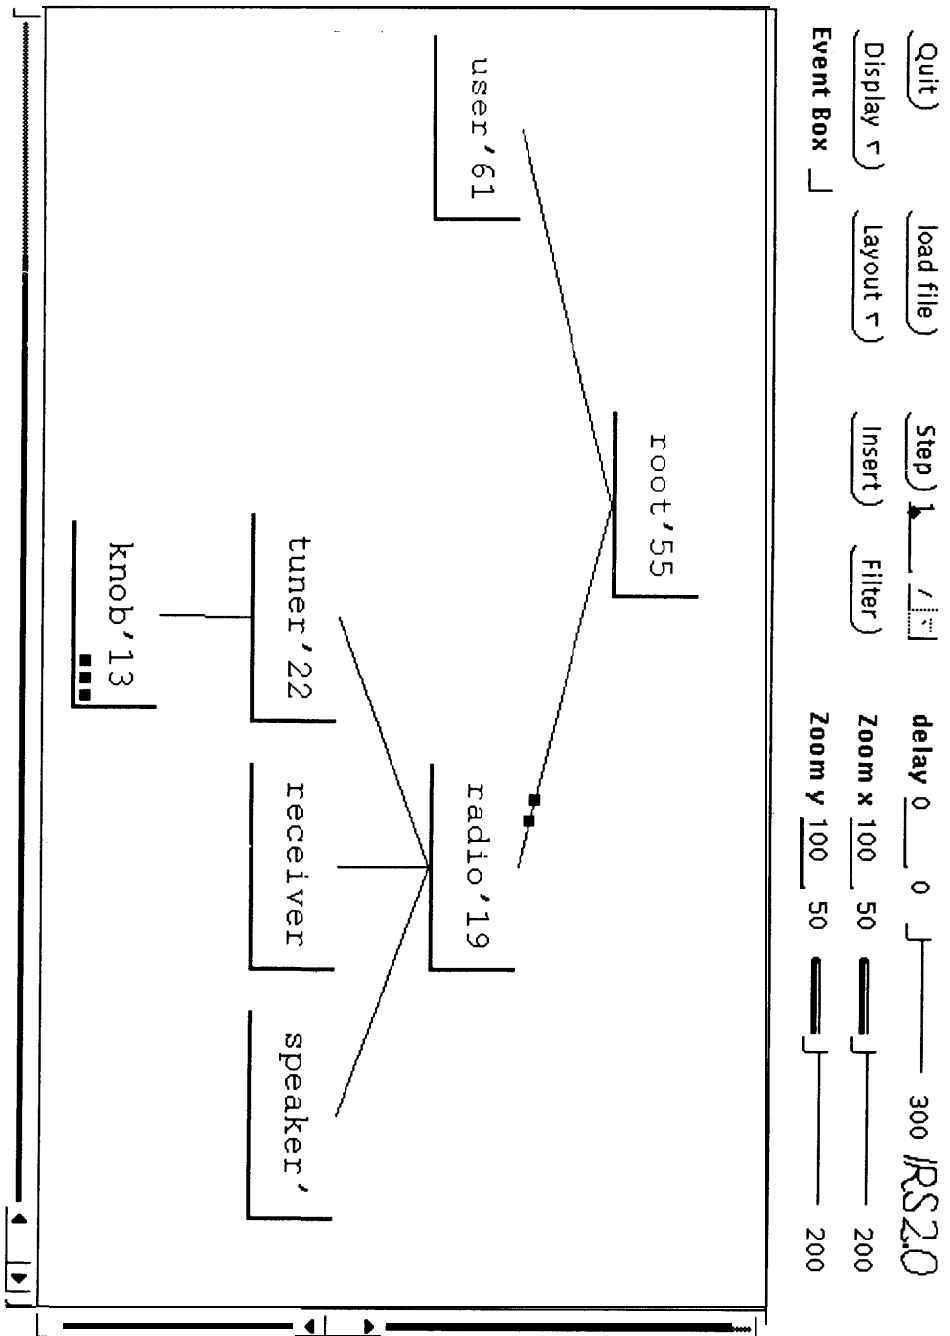 Quit load file Step 1 / delay 0 0 300 IRS2.0
Display Layout Insert Filter Zoom x 100 50 200
Event Box Zoom y 100 50 200
root'55
user'61 radio'19
tuner'22 receiver speaker'
knob'13